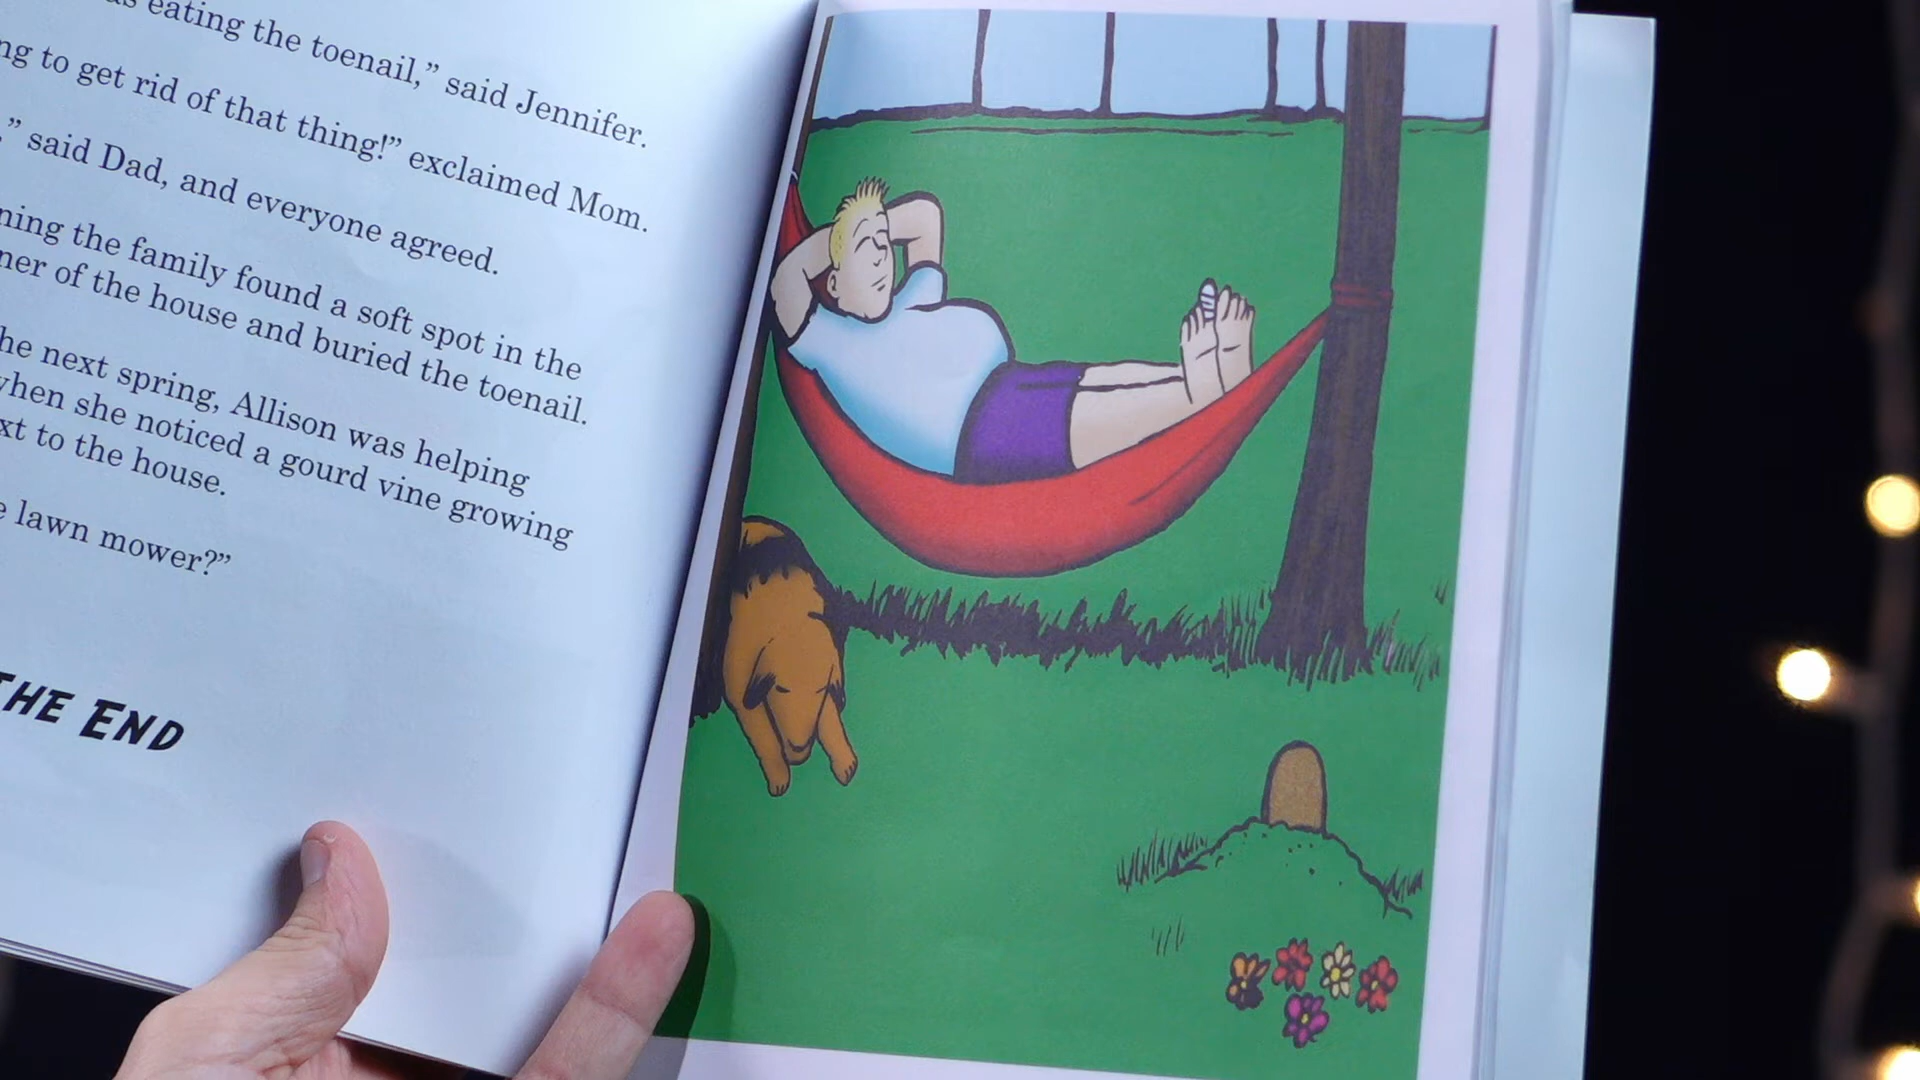 eating the toenail,” said Jennifer.
to get rid of that thing!” exclaimed Mom.
,” said Dad, and everyone agreed.
the family found a soft spot in the
of the house and buried the toenail.
next spring, Allison was helping
when she noticed a gourd vine growing
to the house.
lawn mower?”
THE END